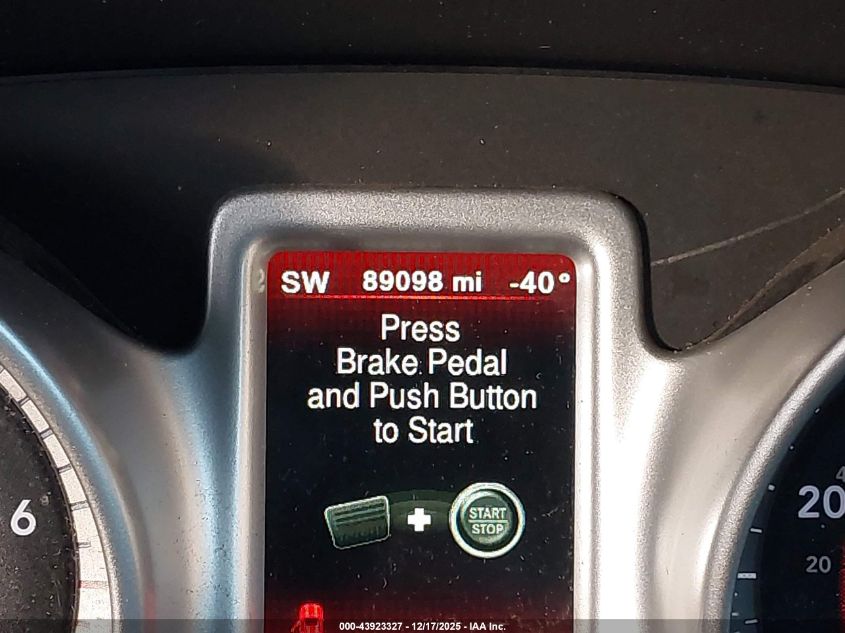 SW 89098 mi -40°
Press
Brake Pedal
and Push Button
to Start
START
STOP
6
20
20
000-43923327 - 12/17/2025 - IAA Inc.